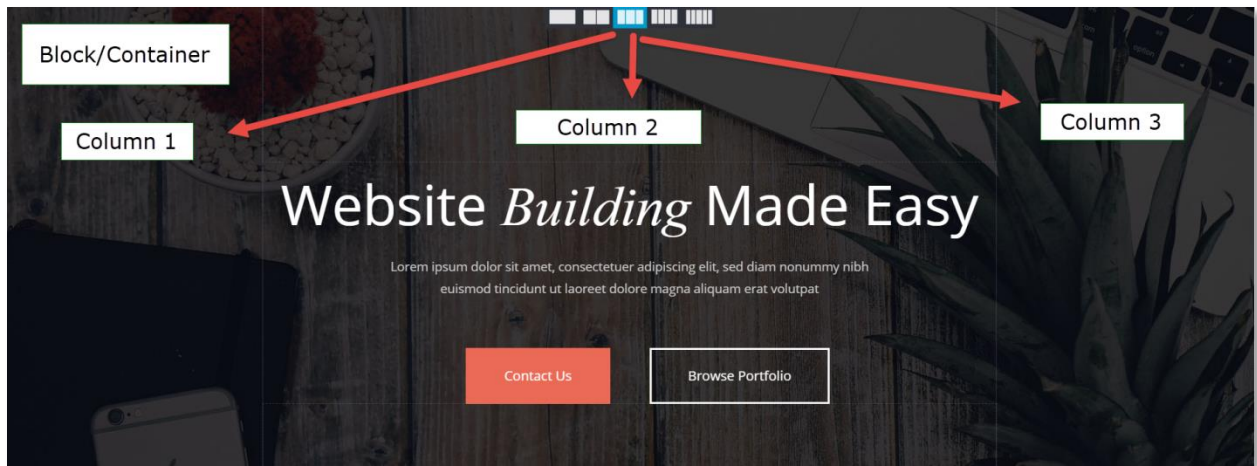 Block/Container
Column 1
Column 2
Column 3
Website Building Made Easy
Lorem ipsum dolor sit amet, consectetuer adipiscing elit, sed diam nonummy nibh
euismod tincidunt ut laoreet dolore magna aliquam erat volutpat
Contact Us
Browse Portfolio
option